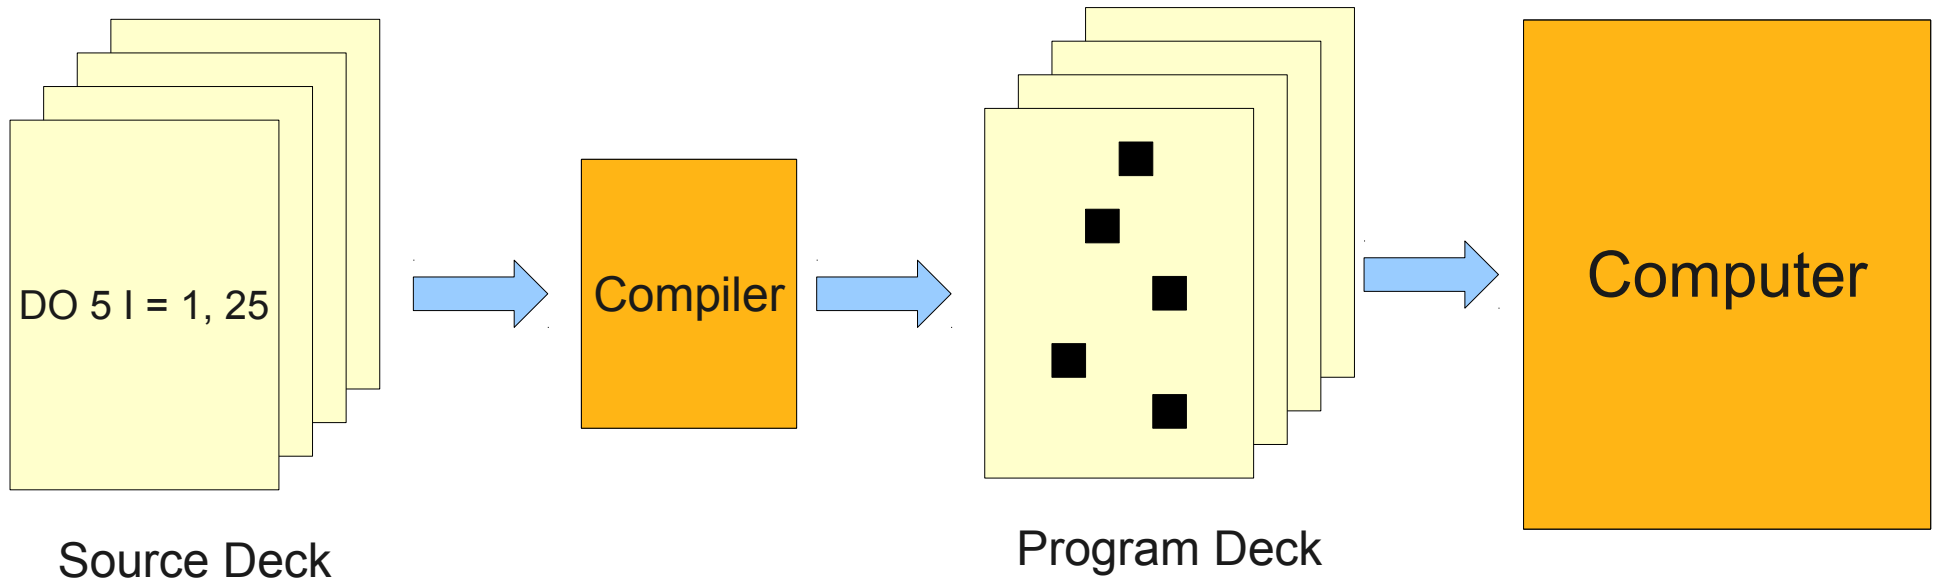 DO 5 I = 1, 25
Source Deck
Compiler
Program Deck
Computer